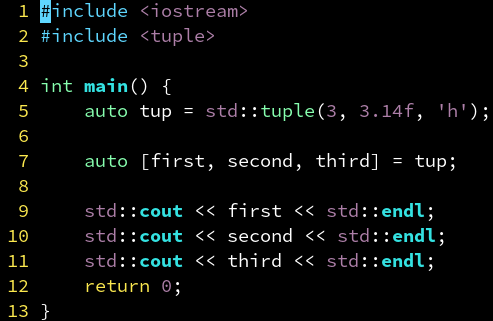 1 #include <iostream>
2 #include <tuple>
3
4 int main() {
5     auto tup = std::tuple(3, 3.14f, 'h');
6
7     auto [first, second, third] = tup;
8
9     std::cout << first << std::endl;
10     std::cout << second << std::endl;
11     std::cout << third << std::endl;
12     return 0;
13 }